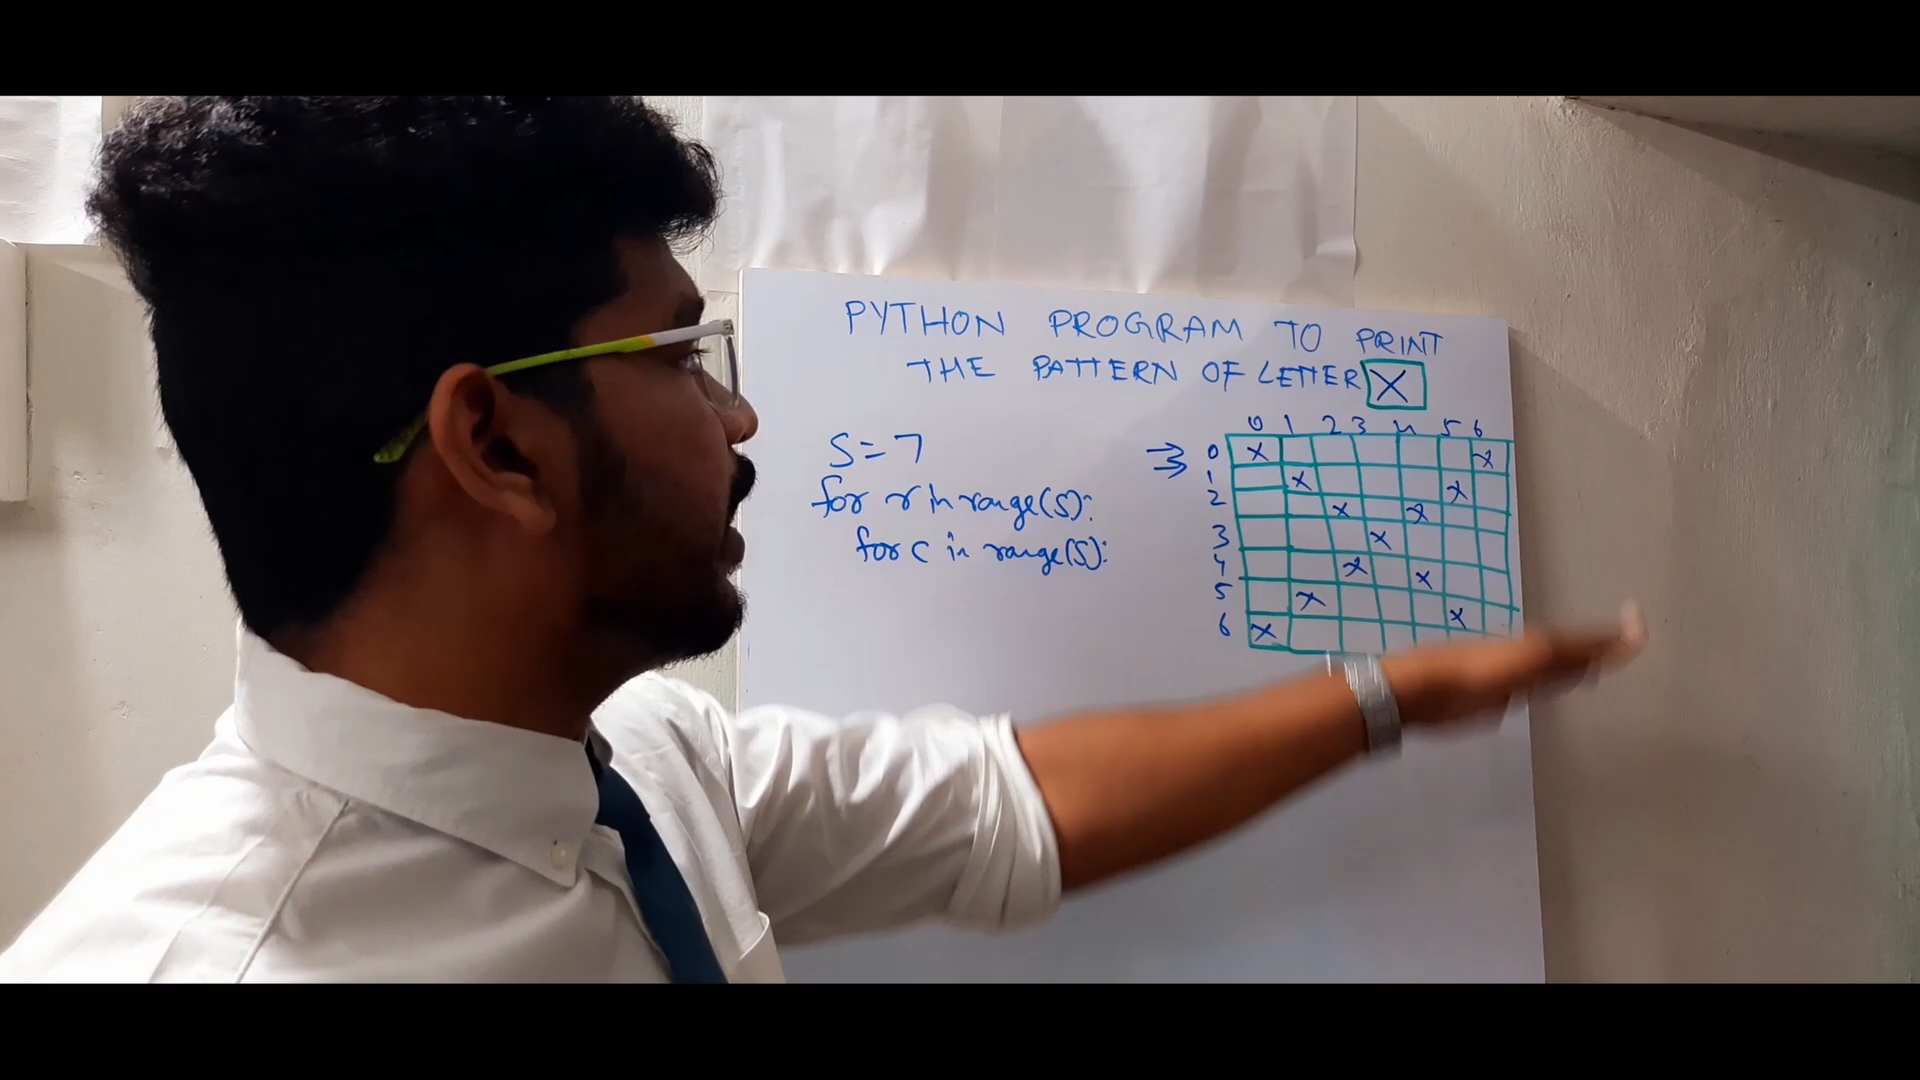 PYTHON PROGRAM TO PRINT
THE PATTERN OF LETTER X
S=7
for r in range(S):
for c in range(S):
0 1 2 3 4 5 6
0 X X
1 X X
2 X X
3 X
4 X X
5 X X
6 X